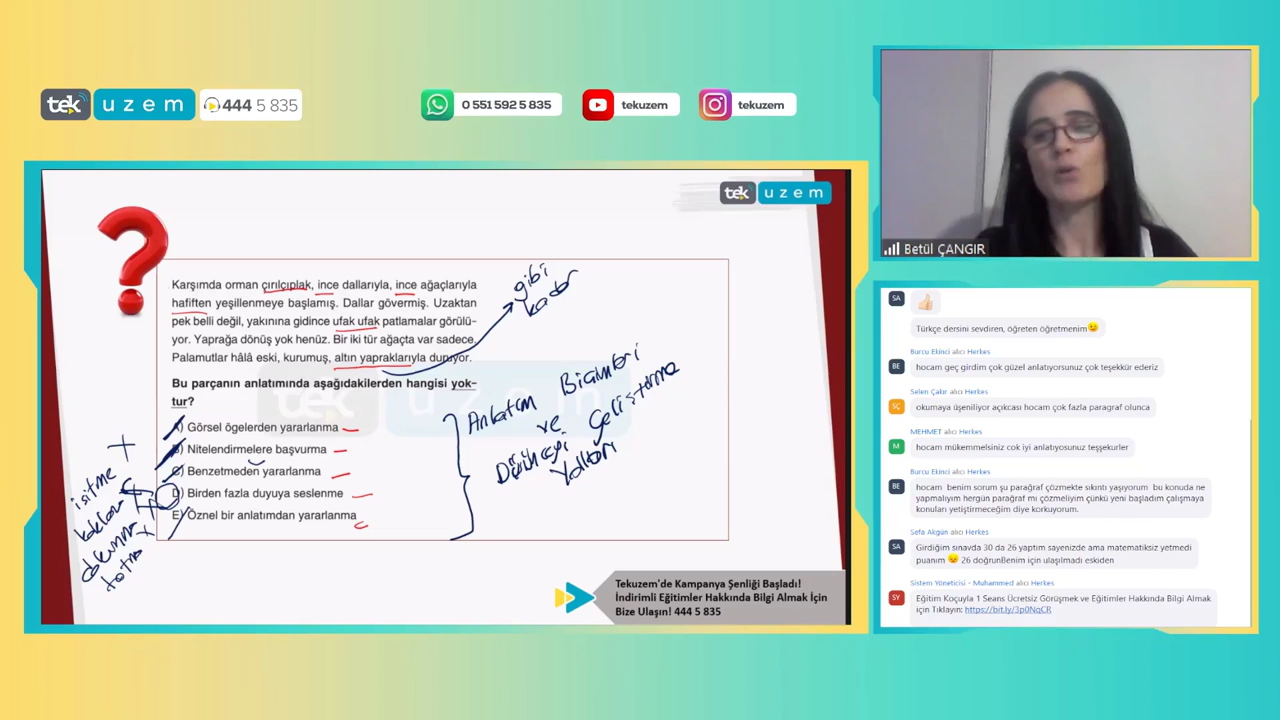 tek uzem 444 5 835
0 551 592 5 835
tekuzem
tekuzem
tek uzem
Karşımda orman çırılçıplak, ince dallarıyla, ince ağaçlarıyla
hafiften yeşillenmeye başlamış. Dallar gövermiş. Uzaktan
pek belli değil, yakınına gidince ufak ufak patlamalar görülü-
yor. Yaprağa dönüş yok henüz. Bir iki tür ağaçta var sadece.
Palamutlar hâlâ eski, kurumuş, altın yapraklarıyla duruyor.
Bu parçanın anlatımında aşağıdakilerden hangisi yok-
tur?
A) Görsel ögelerden yararlanma
B) Nitelendirmelere başvurma
C) Benzetmeden yararlanma
D) Birden fazla duyuya seslenme
E) Öznel bir anlatımdan yararlanma
gibi
kadar
Anlatım Biçimleri
ve
Düşünceyi Geliştirme
Yolları
işitme
koklama
dokunma
tatma
Tekuzem'de Kampanya Şenliği Başladı!
İndirimli Eğitimler Hakkında Bilgi Almak İçin
Bize Ulaşın! 444 5 835
Betül ÇANGIR
SA
Türkçe dersini sevdiren, öğreten öğretmenim
Burcu Ekinci alıcı Herkes
BE
hocam geç girdim çok güzel anlatıyorsunuz çok teşekkür ederiz
Selen Çakır alıcı Herkes
SÇ
okumaya üşeniliyor açıkcası hocam çok fazla paragraf olunca
MEHMET alıcı Herkes
M
hocam mükemmelsiniz cok iyi anlatıyosunuz teşsekkurler
Burcu Ekinci alıcı Herkes
BE
hocam benim sorum şu paragraf çözmekte sıkıntı yaşıyorum bu konuda ne
yapmalıyım hergün paragraf mı çözmeliyim çünkü yeni başladım çalışmaya
konuları yetiştirmeceğim diye korkuyorum.
Sefa Akgün alıcı Herkes
SA
Girdiğim sınavda 30 da 26 yaptım sayenizde ama matematiksiz yetmedi
puanım 26 doğrunBenim için ulaşılmadı eskiden
Sistem Yöneticisi - Muhammed alıcı Herkes
SY
Eğitim Koçuyla 1 Seans Ücretsiz Görüşmek ve Eğitimler Hakkında Bilgi Almak
için Tıklayın: https://bit.ly/3p0NqCR